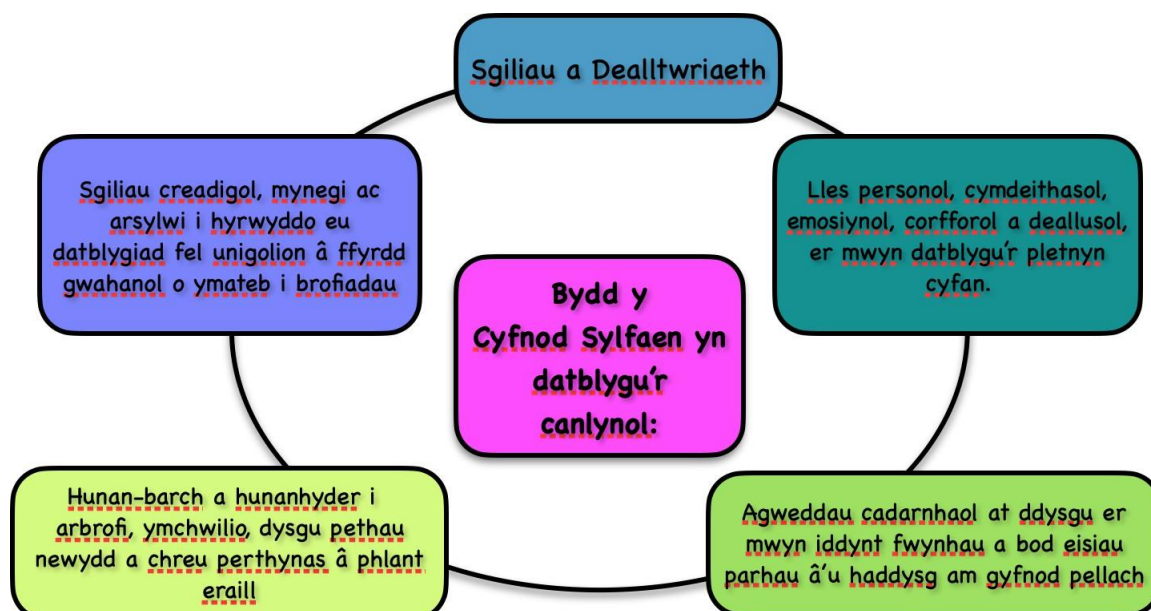 Sgiliau a Dealltwriaeth
Sgiliau creadigol, mynegi ac
arsylwi i hyrwyddo eu
datblygiad fel unigolion â ffyrdd
gwahanol o ymateb i brofiadau
Lles personol, cymdeithasol,
emosiynol, corfforol a deallusol,
er mwyn datblygu'r pletnyn
cyfan.
Bydd y
Cyfnod Sylfaen yn
datblygu'r
canlynol:
Hunan-barch a hunanhyder i
arbrofi, ymchwilio, dysgu pethau
newydd a chreu perthynas â phlant
eraill
Agweddau cadarnhaol at ddysgu er
mwyn iddynt fwynhau a bod eisiau
parhau â'u haddysg am gyfnod pellach